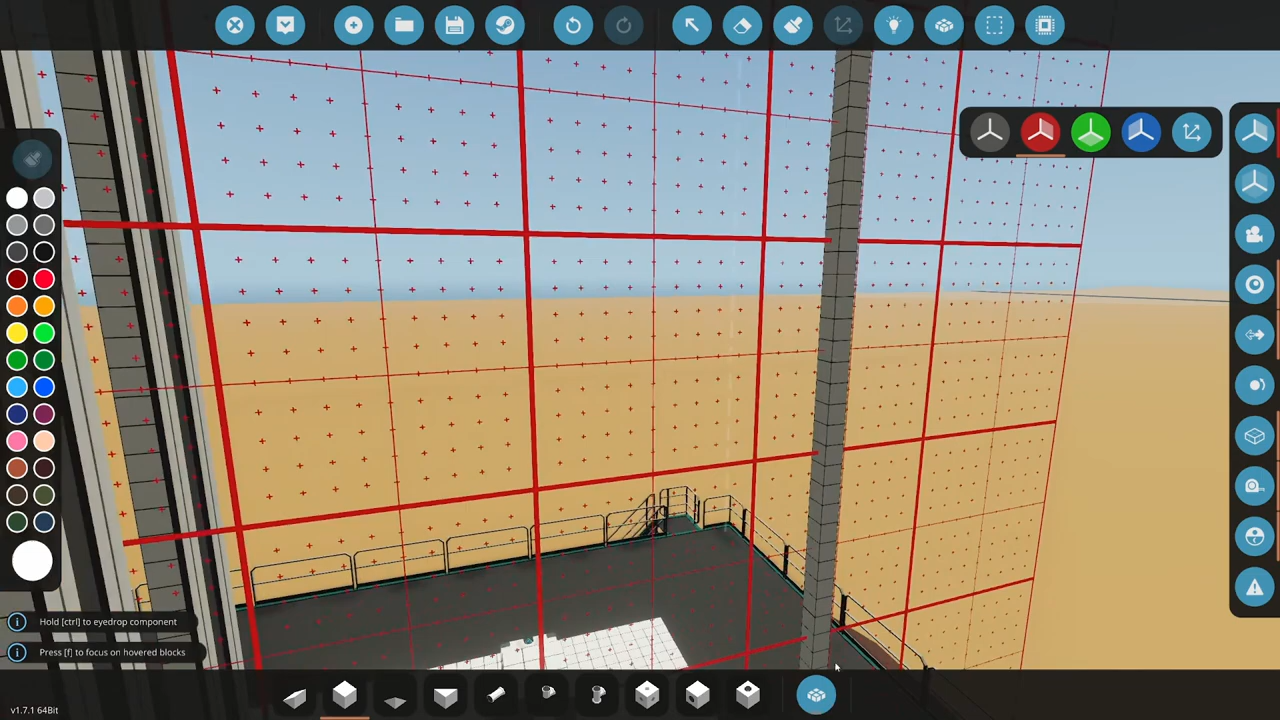 Hold [ctrl] to eyedrop component
Press [f] to focus on hovered blocks
v1.7.1 64Bit